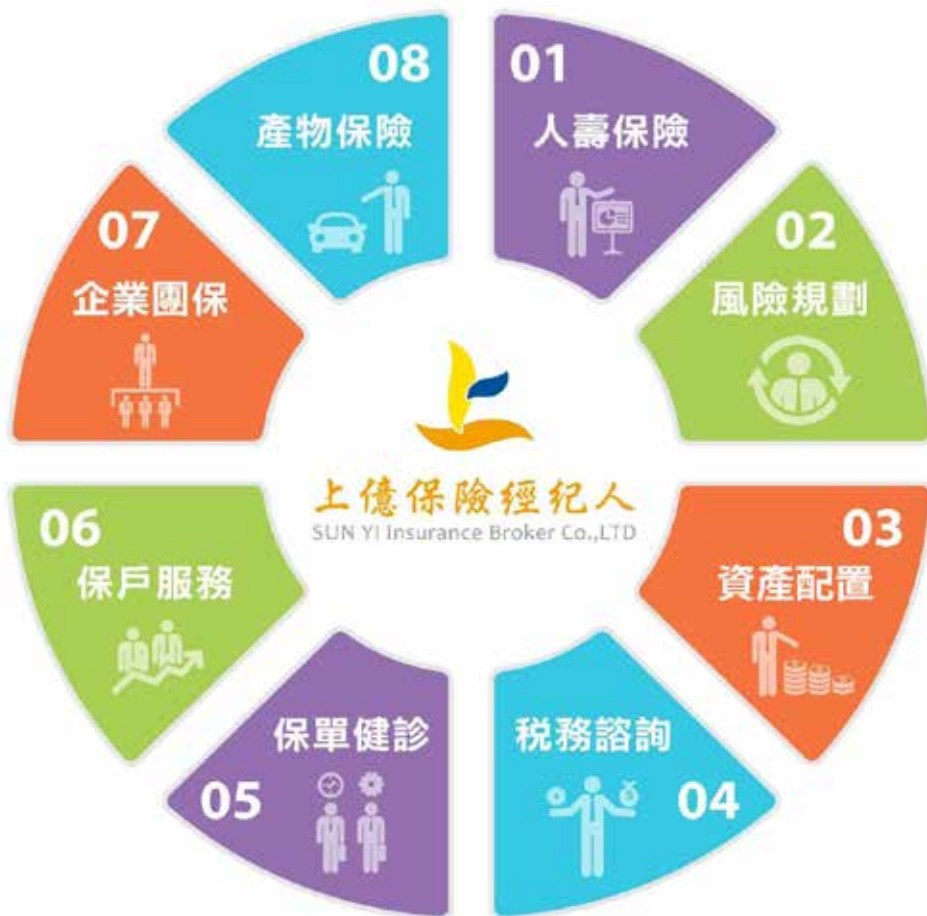 01
人壽保險
02
風險規劃
03
資產配置
04
税務諮詢
05
保單健診
06
保戶服務
07
企業團保
08
產物保險
上億保險經紀人
SUN YI Insurance Broker Co.,LTD